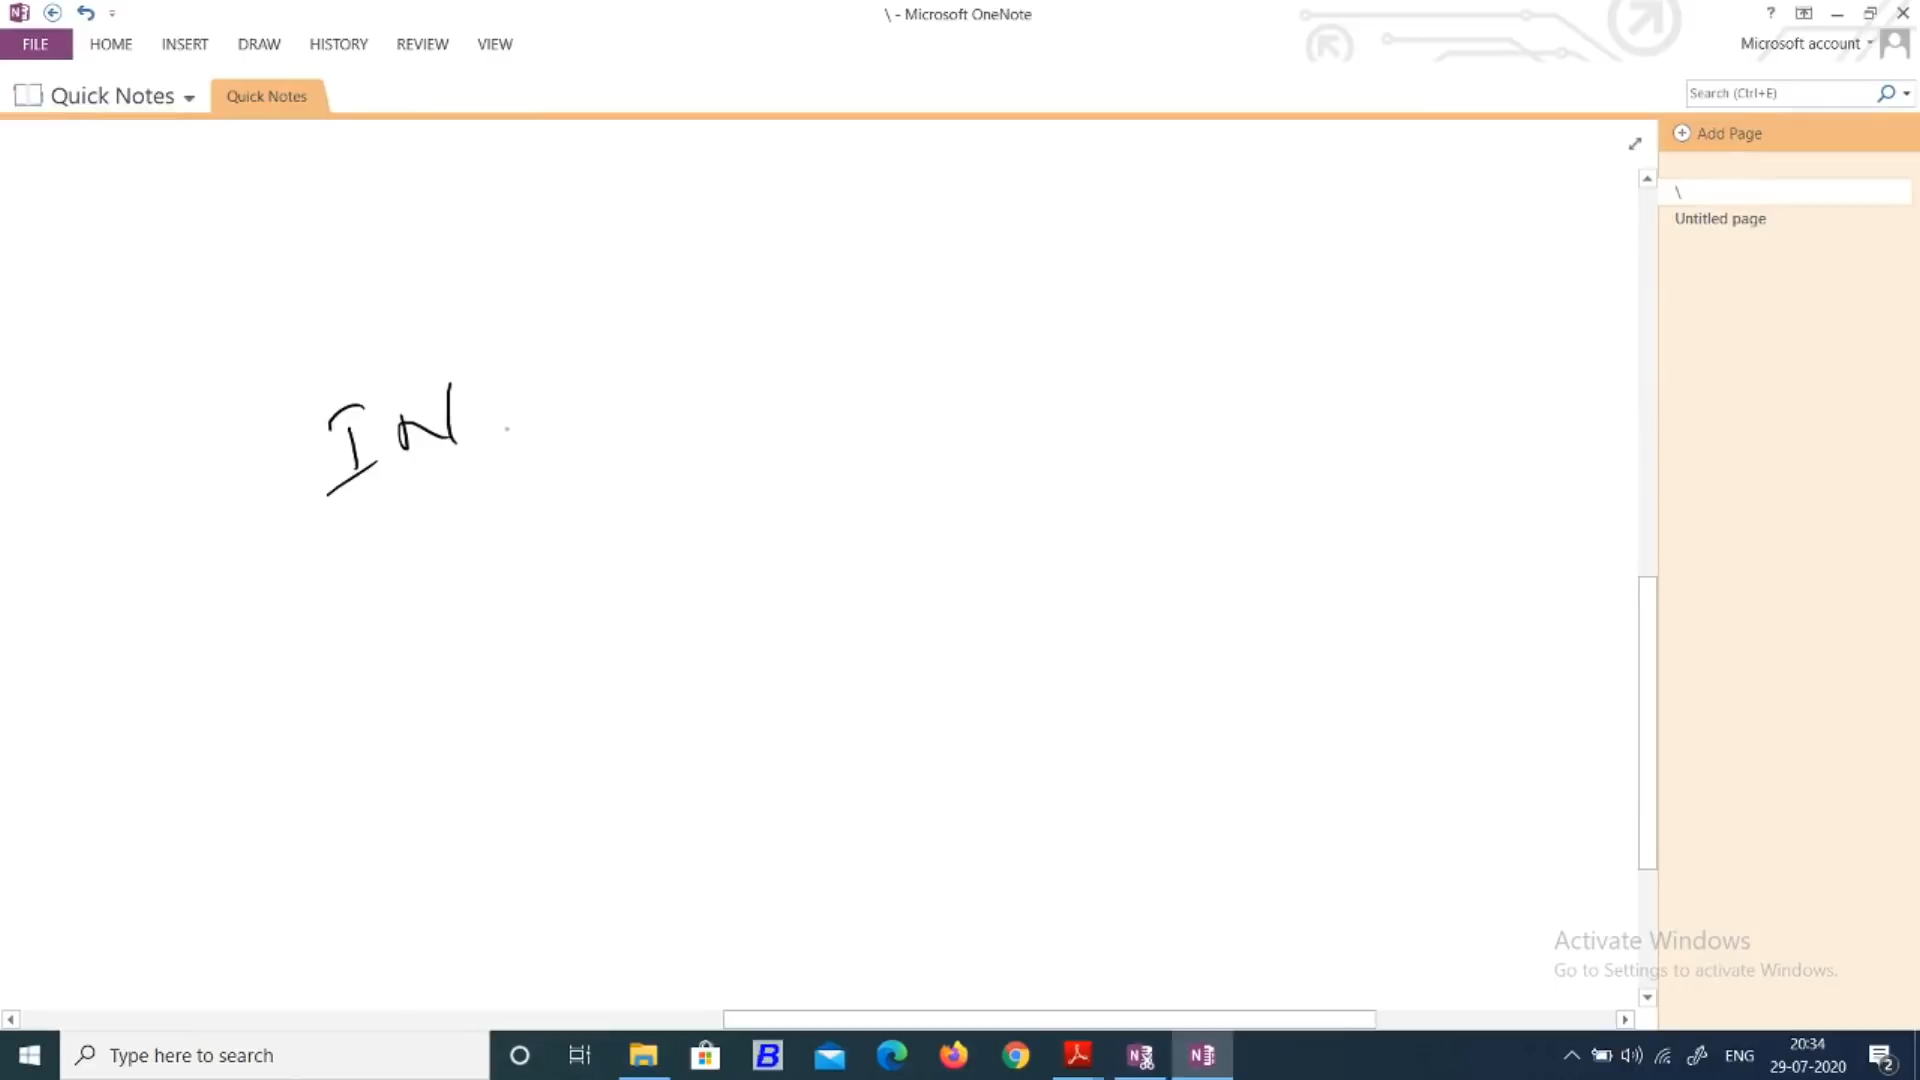 \ - Microsoft OneNote
?
FILE HOME INSERT DRAW HISTORY REVIEW VIEW
Microsoft account
Quick Notes
Quick Notes
Search (Ctrl+E)
Add Page
\
Untitled page
IN
Activate Windows
Go to Settings to activate Windows.
Type here to search
B
ENG
20:34
29-07-2020
2